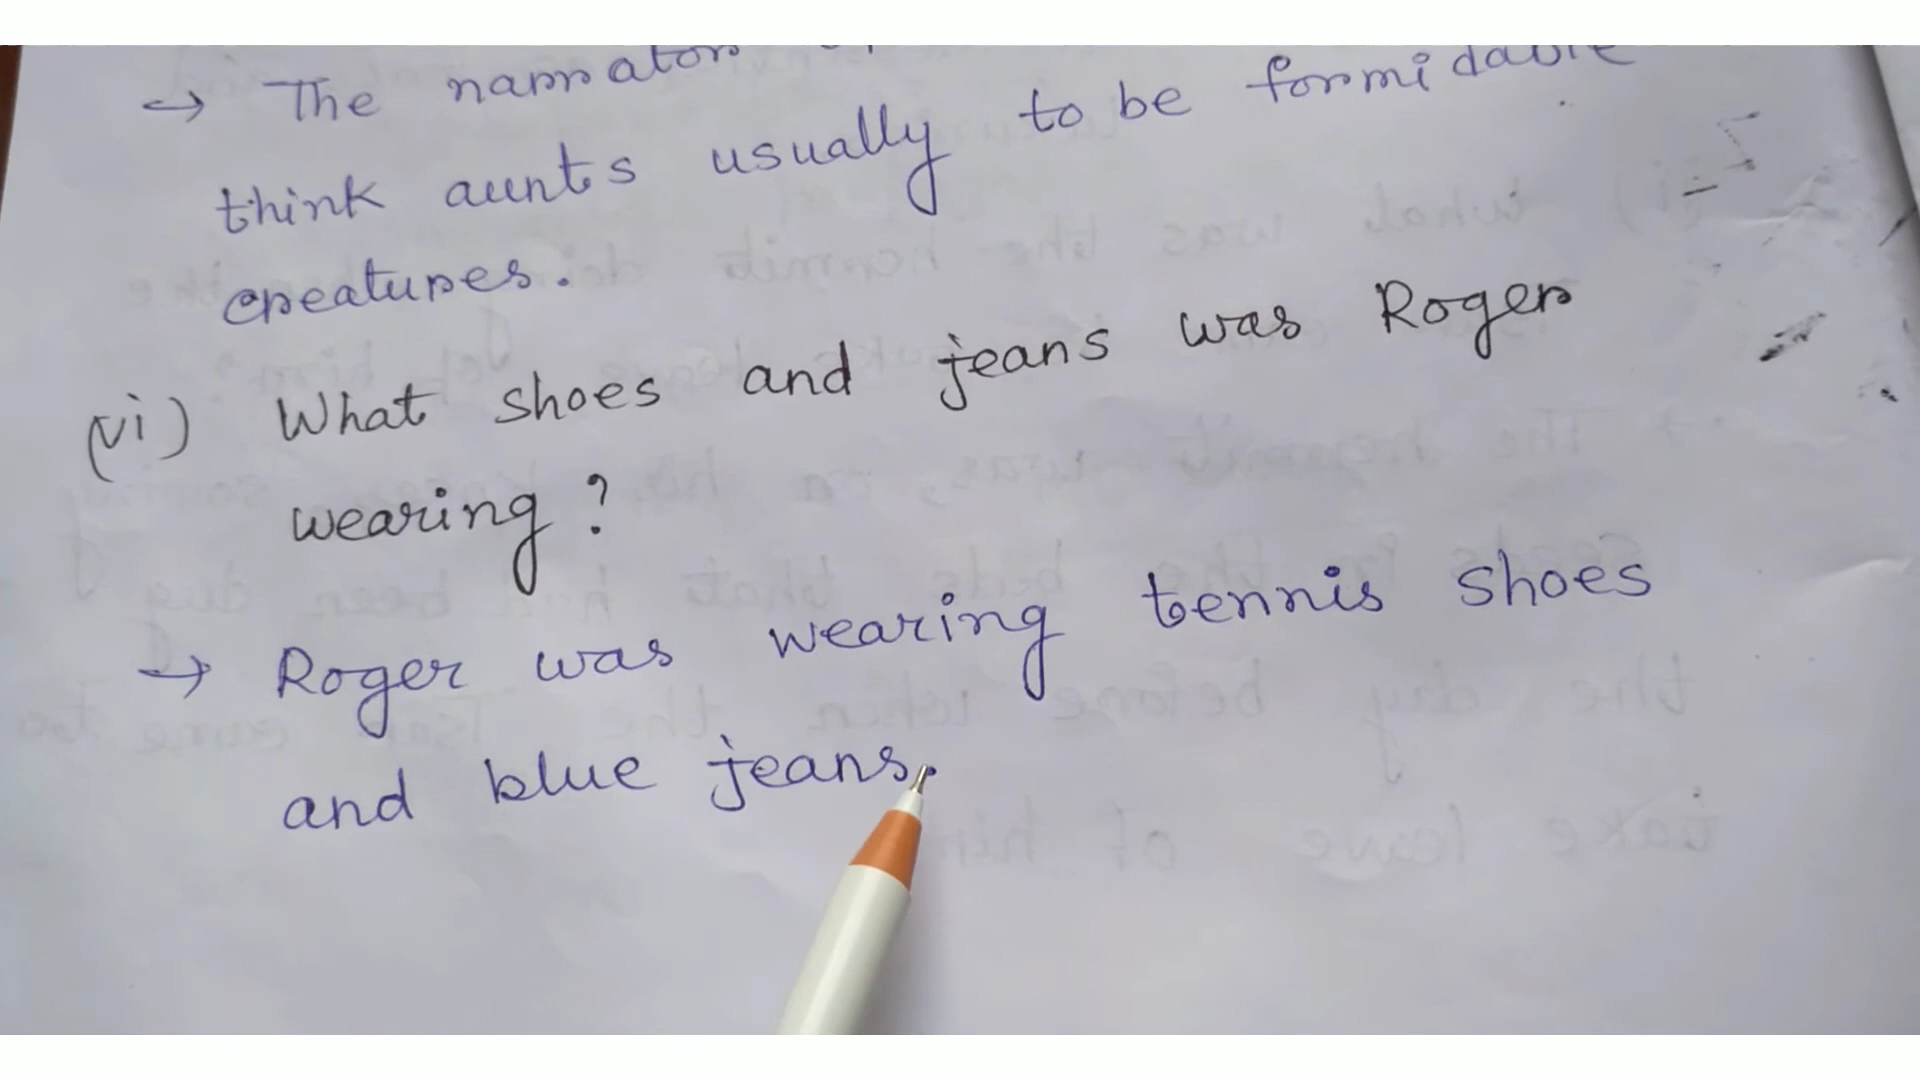 → The narrator
think aunts usually to be formidable
creatures.
(vi) What shoes and jeans was Roger
wearing ?
→ Roger was wearing tennis shoes
and blue jeans.